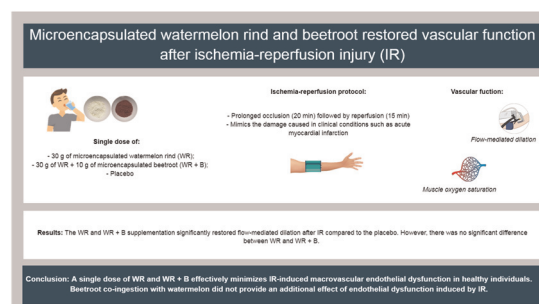 Microencapsulated watermelon rind and beetroot restored vascular function
after ischemia-reperfusion injury (IR)
Single dose of:
- 30 g of microencapsulated watermelon rind (WR);
- 30 g of WR + 10 g of microencapsulated beetroot (WR + B);
- Placebo
Ischemia-reperfusion protocol:
- Prolonged occlusion (20 min) followed by reperfusion (15 min)
- Mimics the damage caused in clinical conditions such as acute
myocardial infarction
Vascular fuction:
Flow-mediated dilation
Muscle oxygen saturation
Results: The WR and WR + B supplementation significantly restored flow-mediated dilation after IR compared to the placebo. However, there was no significant difference
between WR and WR + B.
Conclusion: A single dose of WR and WR + B effectively minimizes IR-induced macrovascular endothelial dysfunction in healthy individuals.
Beetroot co-ingestion with watermelon did not provide an additional effect of endothelial dysfunction induced by IR.